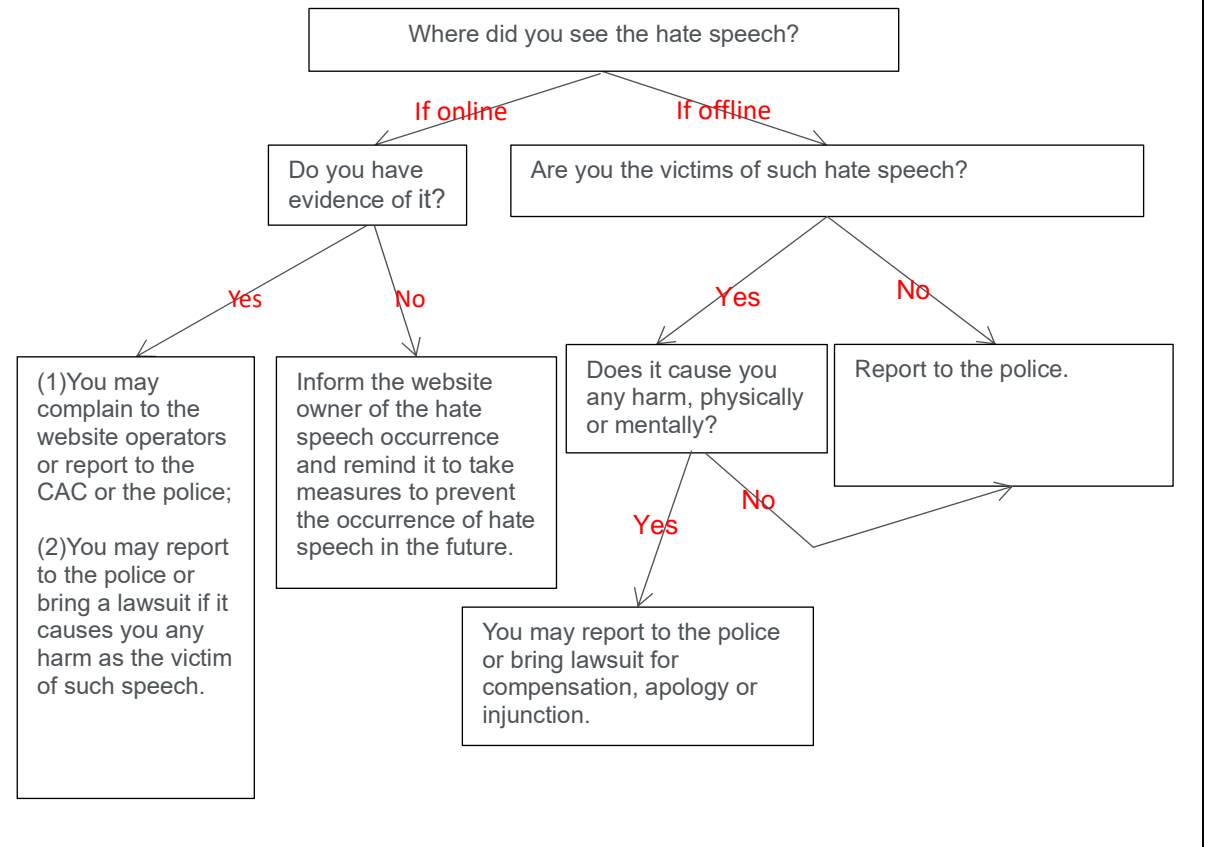 Where did you see the hate speech?
If online
If offline
Do you have
evidence of it?
Are you the victims of such hate speech?
Yes
No
Yes
No
(1)You may
complain to the
website operators
or report to the
CAC or the police;
(2)You may report
to the police or
bring a lawsuit if it
causes you any
harm as the victim
of such speech.
Inform the website
owner of the hate
speech occurrence
and remind it to take
measures to prevent
the occurrence of hate
speech in the future.
Does it cause you
any harm, physically
or mentally?
Report to the police.
Yes
No
You may report to the police
or bring lawsuit for
compensation, apology or
injunction.